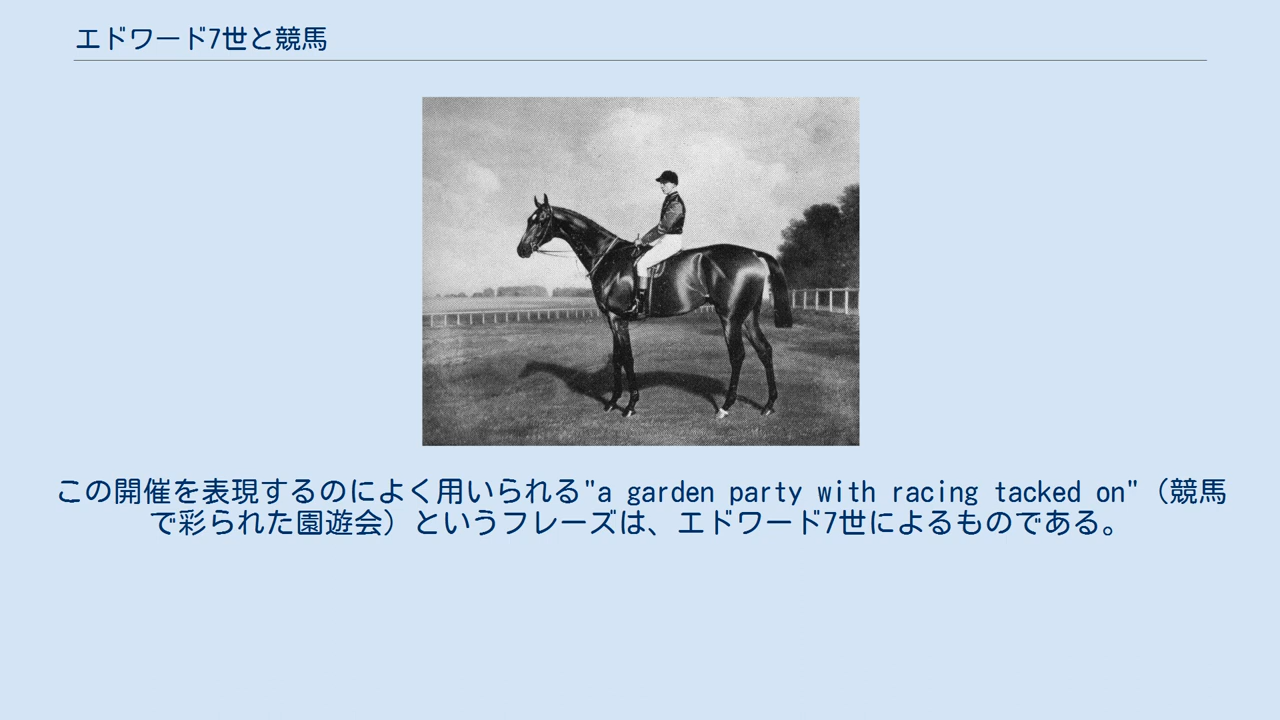 エドワード7世と競馬
この開催を表現するのによく用いられる"a garden party with racing tacked on"（競馬
で彩られた園遊会）というフレーズは、エドワード7世によるものである。